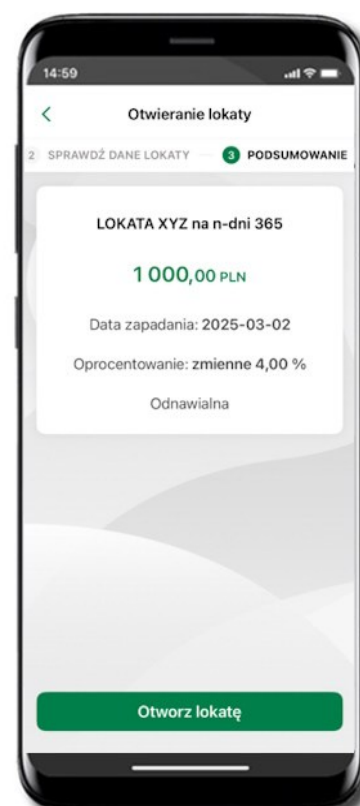 14:59
Otwieranie lokaty
2 SPRAWDŹ DANE LOKATY 3 PODSUMOWANIE
LOKATA XYZ na n-dni 365
1 000,00 PLN
Data zapadania: 2025-03-02
Oprocentowanie: zmienne 4,00 %
Odnawialna
Otworz lokatę